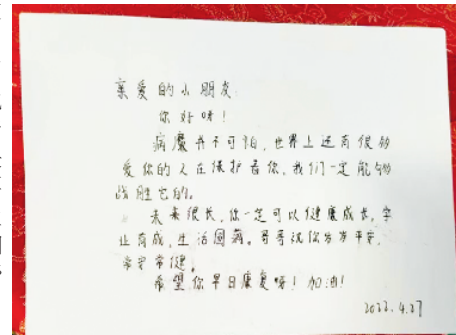 亲爱的小朋友：
你好呀！
病魔并不可怕，世界上还有很多
爱你的人在保护着你，我们一定能够
战胜它的。
未来很长，你一定可以健康成长，学
业有成，生活圆满。哥哥祝你岁岁平安，
常安常健。
希望你早日康复呀！加油！
2022.4.27